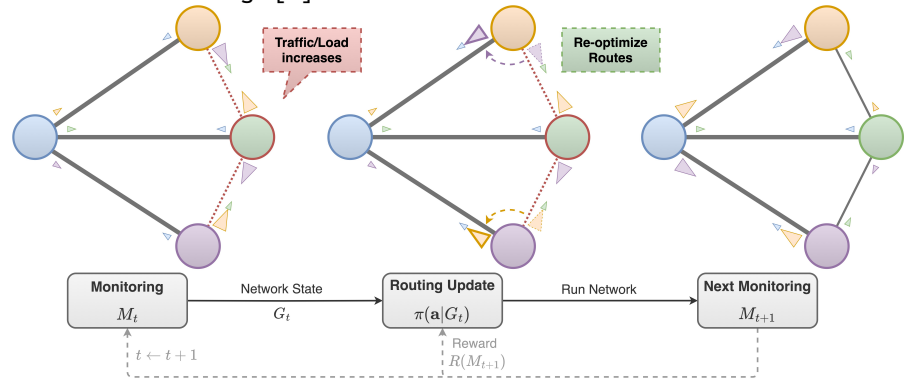 Traffic/Load
increases
Re-optimize
Routes
Monitoring
M_t
Network State
G_t
Routing Update
π(a|G_t)
Run Network
Next Monitoring
M_{t+1}
t ← t + 1
Reward
R(M_{t+1})